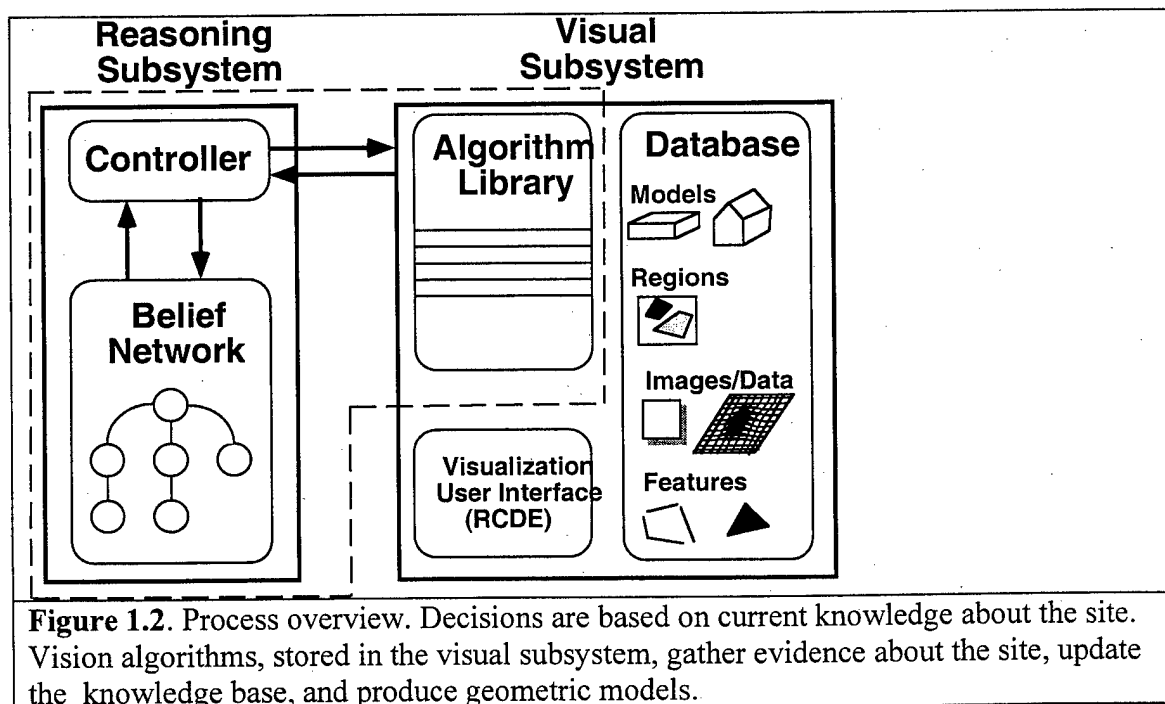 Reasoning
Subsystem
Visual
Subsystem
Controller
Belief
Network
Algorithm
Library
Visualization
User Interface
(RCDE)
Database
Models
Regions
Images/Data
Features
Figure 1.2. Process overview. Decisions are based on current knowledge about the site.
Vision algorithms, stored in the visual subsystem, gather evidence about the site, update
the knowledge base, and produce geometric models.